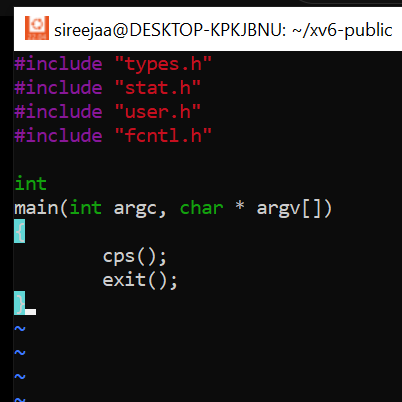 sireejaa@DESKTOP-KPKJBNU: ~/xv6-public
#include "types.h"
#include "stat.h"
#include "user.h"
#include "fcntl.h"
int
main(int argc, char * argv[])
{
        cps();
        exit();
}
~
~
~
~